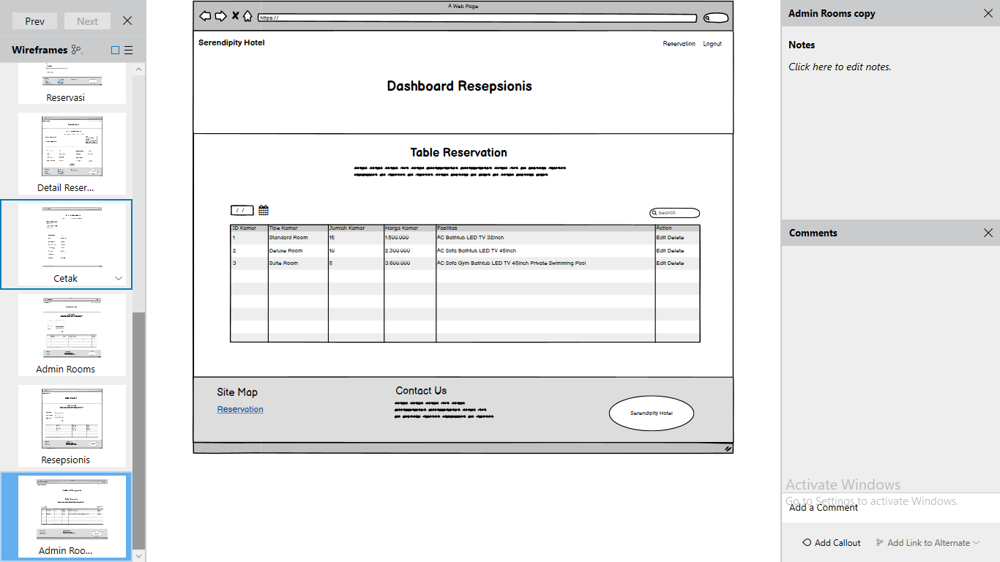 Prev
Next
Wireframes
Reservasi
Detail Reser...
Cetak
Admin Rooms
Resepsionis
Admin Roo...
A Web Page
https://
Serendipity Hotel
Reservation Logout
Dashboard Resepsionis
Table Reservation
/ /
search
ID Kamar Tipe Kamar Jumlah Kamar Harga Kamar Fasilitas Action
1 Standard Room 15 1.500.000 AC Bathtub LED TV 32inch Edit Delete
2 Deluxe Room 10 2.300.000 AC Sofa Bathtub LED TV 45inch Edit Delete
3 Suite Room 5 3.600.000 AC Sofa Gym Bathtub LED TV 45inch Private Swimming Pool Edit Delete
Site Map
Reservation
Contact Us
Serendipity Hotel
Admin Rooms copy
Notes
Click here to edit notes.
Comments
Activate Windows
Go to Settings to activate Windows.
Add a Comment
Add Callout
Add Link to Alternate